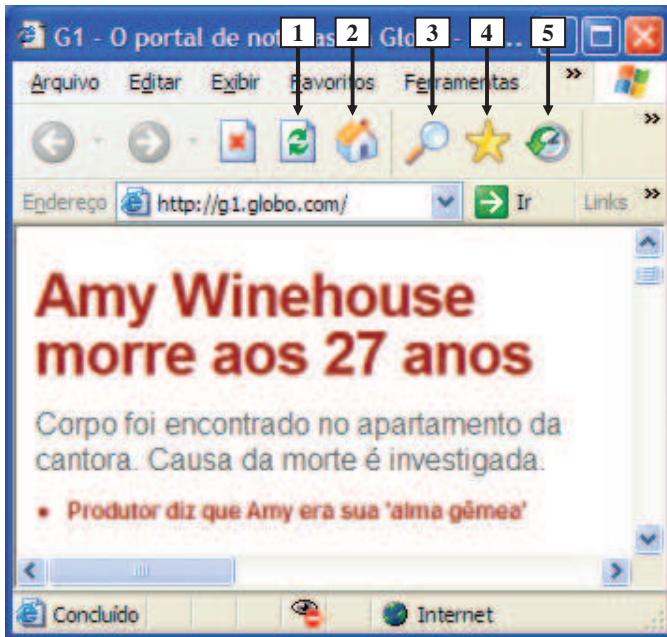 G1 - O portal de no as Glo - ...
1 2 3 4 5
Arquivo Editar Exibir Favoritos Ferramentas »
»
Endereço http://g1.globo.com/ Ir Links »
Amy Winehouse
morre aos 27 anos
Corpo foi encontrado no apartamento da
cantora. Causa da morte é investigada.
• Produtor diz que Amy era sua 'alma gêmea'
Concluído Internet